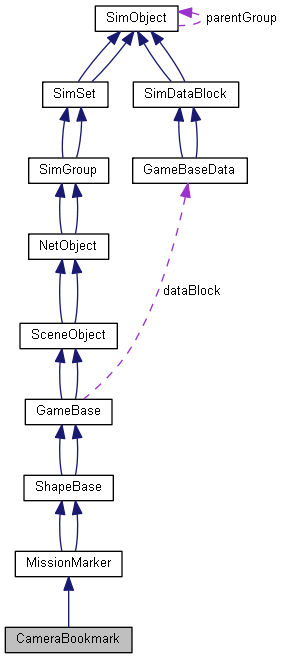 SimObject
parentGroup
SimSet
SimDataBlock
SimGroup
GameBaseData
NetObject
dataBlock
SceneObject
GameBase
ShapeBase
MissionMarker
CameraBookmark